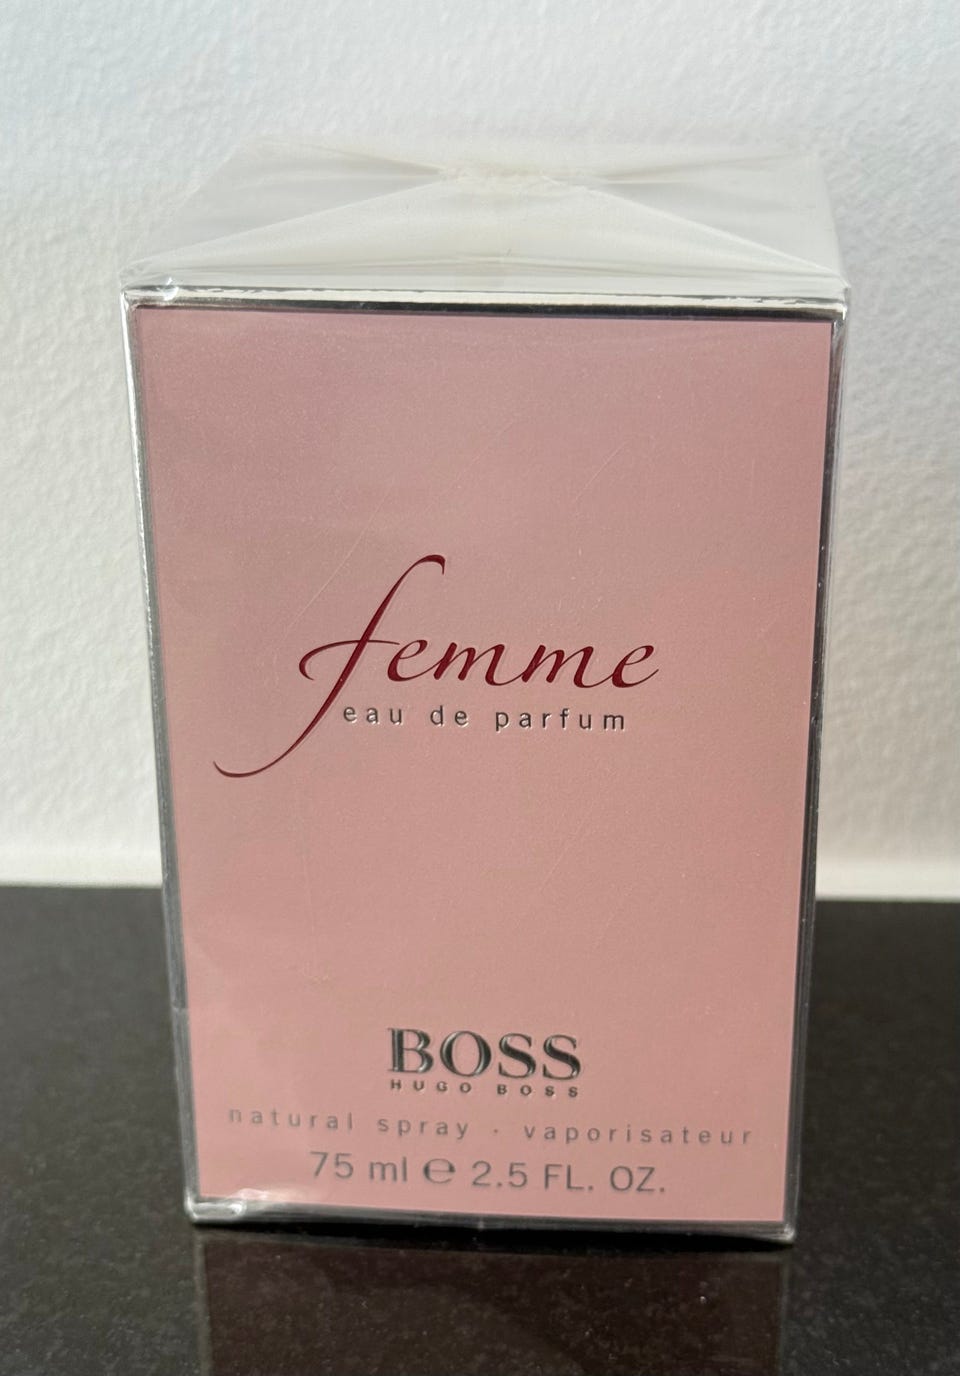 femme
eau de parfum
BOSS
HUGO BOSS
natural spray · vaporisateur
75 ml ℮ 2.5 FL. OZ.